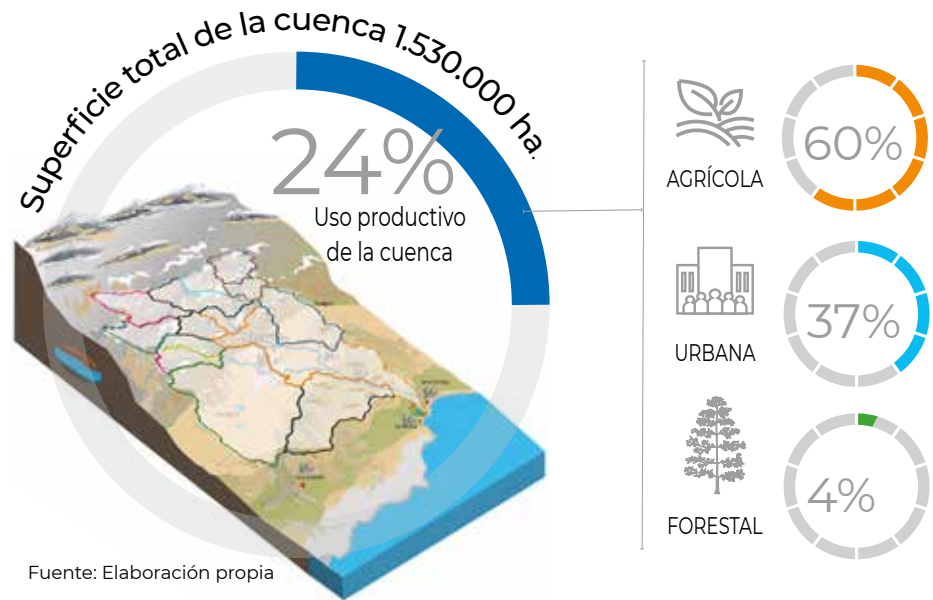 Superficie total de la cuenca 1.530.000 ha.
24%
Uso productivo
de la cuenca
AGRÍCOLA
60%
URBANA
37%
FORESTAL
4%
Fuente: Elaboración propia